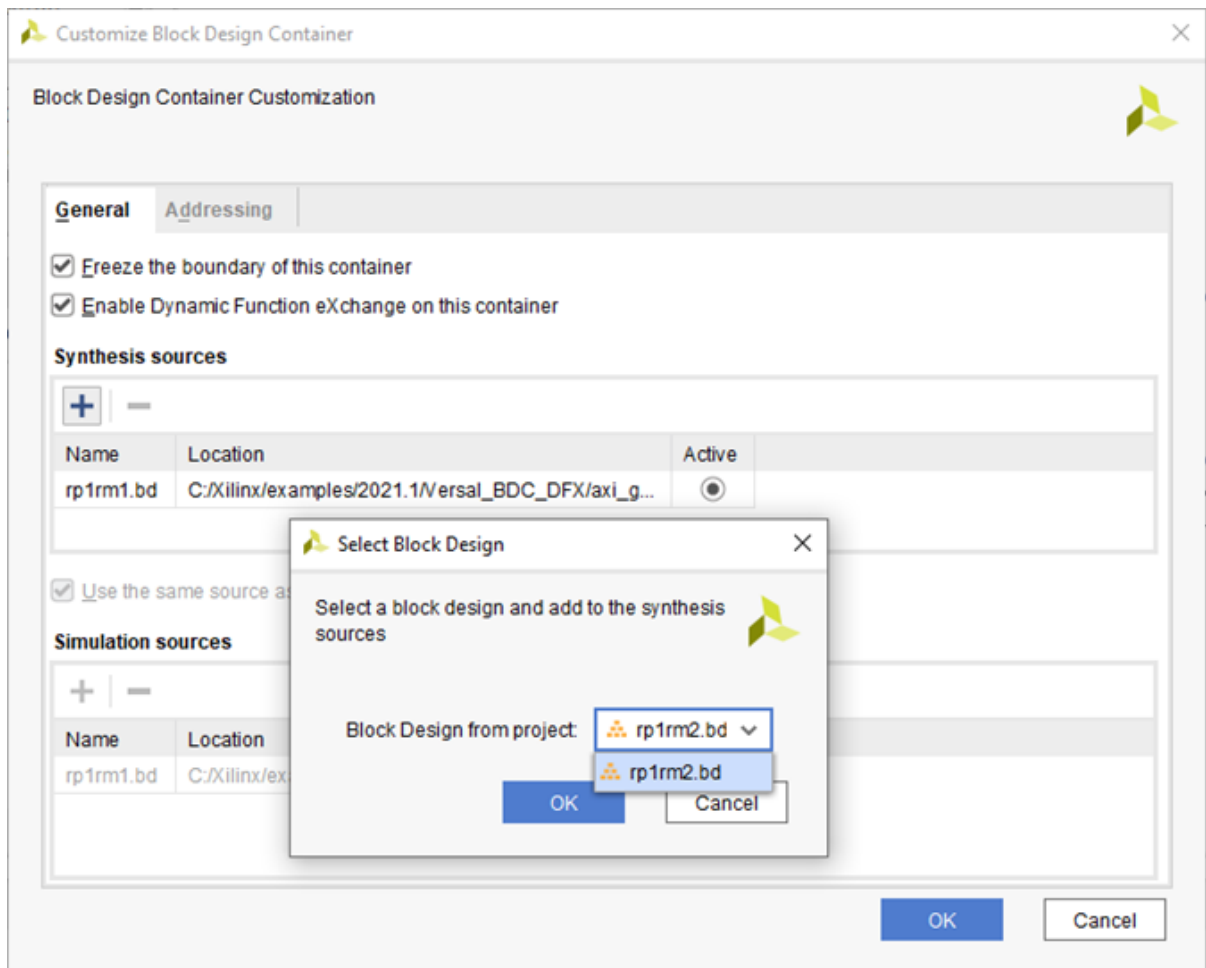 Customize Block Design Container
Block Design Container Customization
General Addressing
Freeze the boundary of this container
Enable Dynamic Function eXchange on this container
Synthesis sources
Name Location Active
rp1rm1.bd C:/Xilinx/examples/2021.1/Versal_BDC_DFX/axi_g...
Select Block Design
Use the same source as
Select a block design and add to the synthesis
sources
Simulation sources
Block Design from project: rp1rm2.bd
Name Location
rp1rm2.bd
rp1rm1.bd C:/Xilinx/ex
OK Cancel
OK Cancel